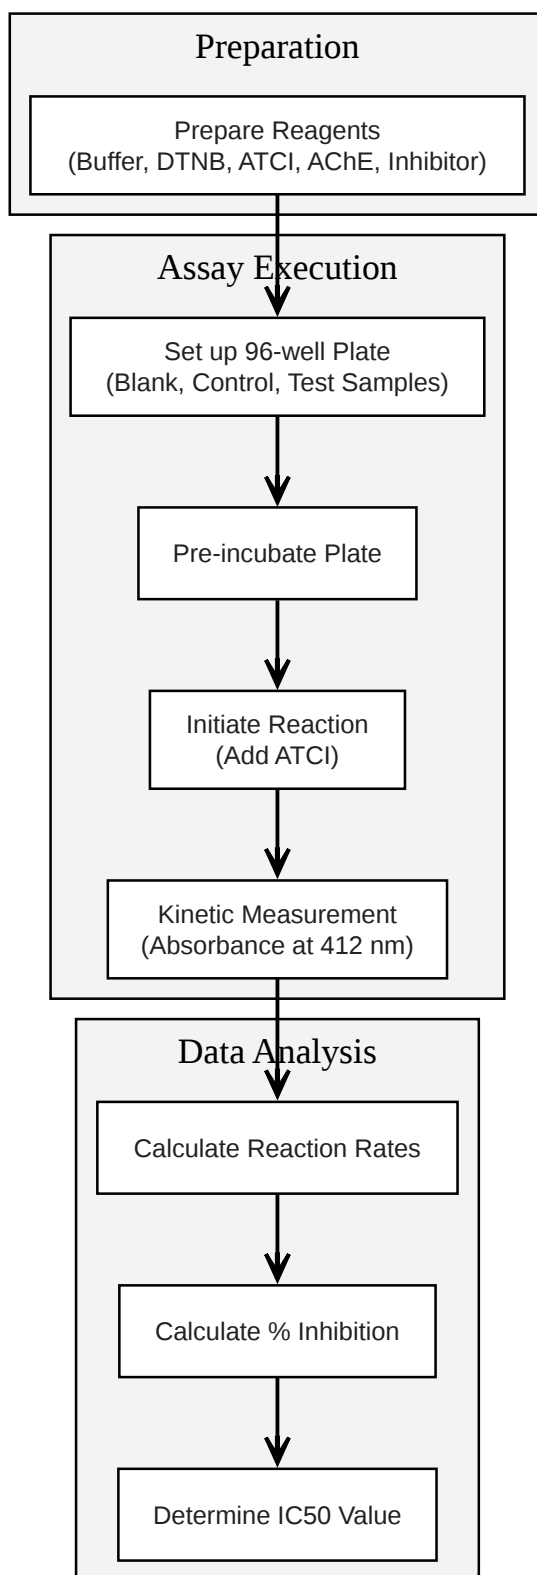 Preparation
Prepare Reagents
(Buffer, DTNB, ATCI, AChE, Inhibitor)
Assay Execution
Set up 96-well Plate
(Blank, Control, Test Samples)
Pre-incubate Plate
Initiate Reaction
(Add ATCI)
Kinetic Measurement
(Absorbance at 412 nm)
Data Analysis
Calculate Reaction Rates
Calculate % Inhibition
Determine IC50 Value